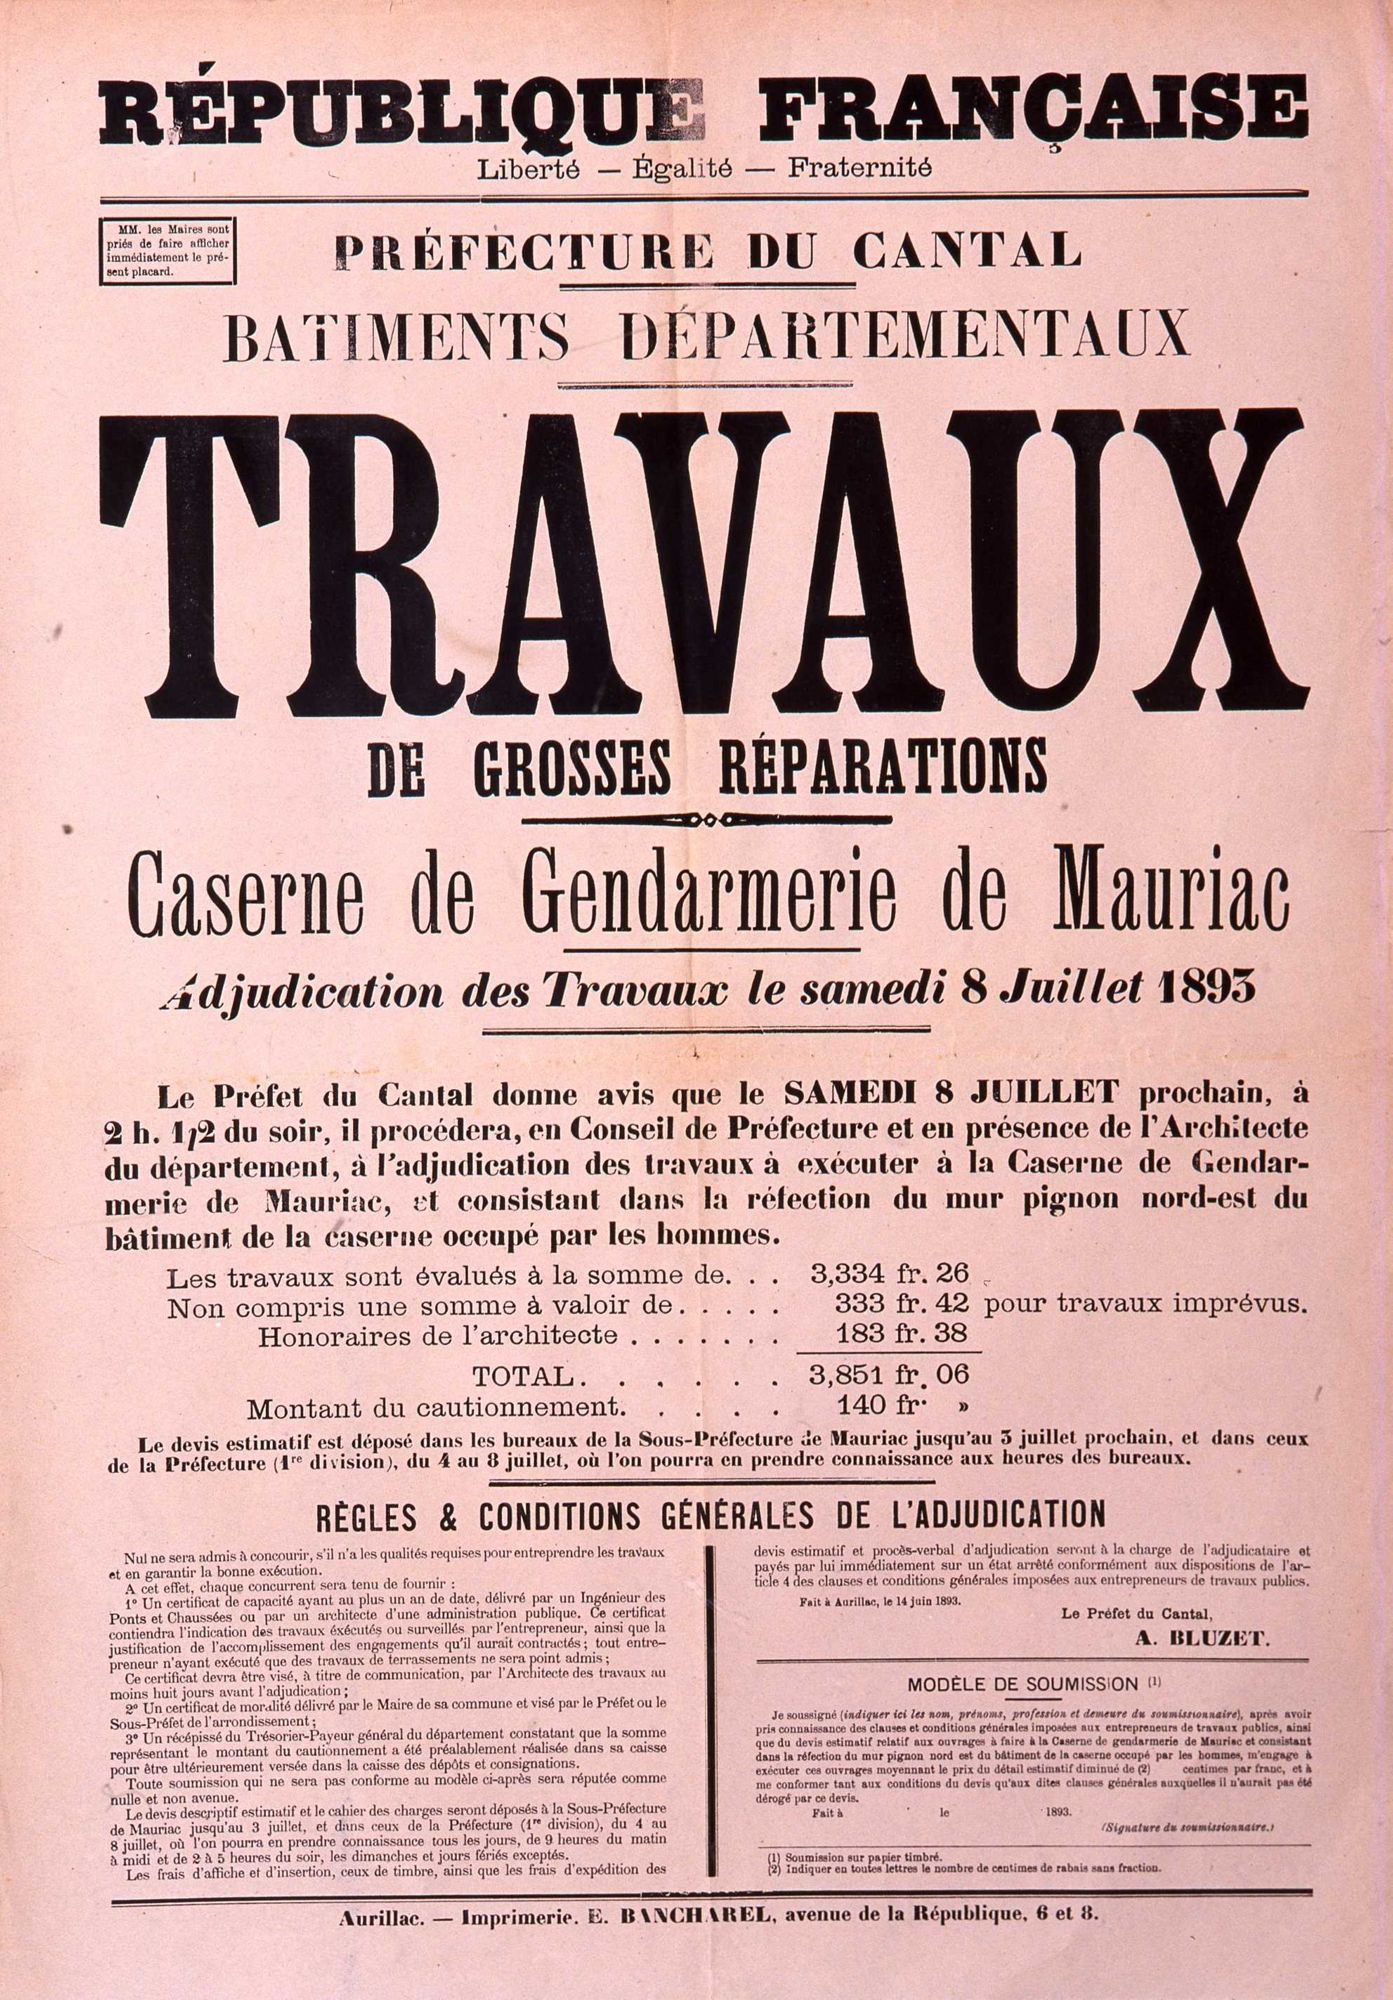 RÉPUBLIQUE FRANÇAISE
Liberté — Égalité — Fraternité
MM. les Maires sont
priés de faire afficher
immédiatement le pré-
sent placard.
PRÉFECTURE DU CANTAL
BATIMENTS DÉPARTEMENTAUX
TRAVAUX
DE GROSSES RÉPARATIONS
Caserne de Gendarmerie de Mauriac
Adjudication des Travaux le samedi 8 Juillet 1893
Le Préfet du Cantal donne avis que le SAMEDI 8 JUILLET prochain, à
2 h. 1/2 du soir, il procédera, en Conseil de Préfecture et en présence de l'Architecte
du département, à l'adjudication des travaux à exécuter à la Caserne de Gendar-
merie de Mauriac, et consistant dans la réfection du mur pignon nord-est du
bâtiment de la caserne occupé par les hommes.
Les travaux sont évalués à la somme de. . . 3,334 fr. 26
Non compris une somme à valoir de. . . . . 333 fr. 42 pour travaux imprévus.
Honoraires de l'architecte . . . . . . . 183 fr. 38
TOTAL. . . . . . . 3,851 fr. 06
Montant du cautionnement. . . . . 140 fr. »
Le devis estimatif est déposé dans les bureaux de la Sous-Préfecture de Mauriac jusqu'au 3 juillet prochain, et dans ceux
de la Préfecture (1re division), du 4 au 8 juillet, où l'on pourra en prendre connaissance aux heures des bureaux.
RÈGLES & CONDITIONS GÉNÉRALES DE L'ADJUDICATION
Nul ne sera admis à concourir, s'il n'a les qualités requises pour entreprendre les travaux
et en garantir la bonne exécution.
A cet effet, chaque concurrent sera tenu de fournir :
1° Un certificat de capacité ayant au plus un an de date, délivré par un Ingénieur des
Ponts et Chaussées ou par un architecte d'une administration publique. Ce certificat
contiendra l'indication des travaux éxécutés ou surveillés par l'entrepreneur, ainsi que la
justification de l'accomplissement des engagements qu'il aurait contractés ; tout entre-
preneur n'ayant exécuté que des travaux de terrassements ne sera point admis ;
Ce certificat devra être visé, à titre de communication, par l'Architecte des travaux au
moins huit jours avant l'adjudication ;
2° Un certificat de moralité délivré par le Maire de sa commune et visé par le Préfet ou le
Sous-Préfet de l'arrondissement ;
3° Un récépissé du Trésorier-Payeur général du département constatant que la somme
représentant le montant du cautionnement a été préalablement réalisée dans sa caisse
pour être ultérieurement versée dans la caisse des dépôts et consignations.
Toute soumission qui ne sera pas conforme au modèle ci-après sera réputée comme
nulle et non avenue.
Le devis descriptif estimatif et le cahier des charges seront déposés à la Sous-Préfecture
de Mauriac jusqu'au 3 juillet, et dans ceux de la Préfecture (1re division), du 4 au
8 juillet, où l'on pourra en prendre connaissance tous les jours, de 9 heures du matin
à midi et de 2 à 5 heures du soir, les dimanches et jours fériés exceptés.
Les frais d'affiche et d'insertion, ceux de timbre, ainsi que les frais d'expédition des
devis estimatif et procès-verbal d'adjudication seront à la charge de l'adjudicataire et
payés par lui immédiatement sur un état arrêté conformément aux dispositions de l'ar-
ticle 4 des clauses et conditions générales imposées aux entrepreneurs de travaux publics.
Fait à Aurillac, le 14 juin 1893.
Le Préfet du Cantal,
A. BLUZET.
MODÈLE DE SOUMISSION (1)
Je soussigné (indiquer ici les nom, prénoms, profession et demeure du soumissionnaire), après avoir
pris connaissance des clauses et conditions générales imposées aux entrepreneurs de travaux publics, ainsi
que du devis estimatif relatif aux ouvrages à faire à la Caserne de gendarmerie de Mauriac et consistant
dans la réfection du mur pignon nord est du bâtiment de la caserne occupé par les hommes, m'engage à
exécuter ces ouvrages moyennant le prix du détail estimatif diminué de (2) centimes par franc, et à
me conformer tant aux conditions du devis qu'aux dites clauses générales auxquelles il n'aurait pas été
dérogé par ce devis.
Fait à le 1893.
(Signature du soumissionnaire.)
(1) Soumission sur papier timbré.
(2) Indiquer en toutes lettres le nombre de centimes de rabais sans fraction.
Aurillac. — Imprimerie. E. BANCHAREL, avenue de la République, 6 et 8.